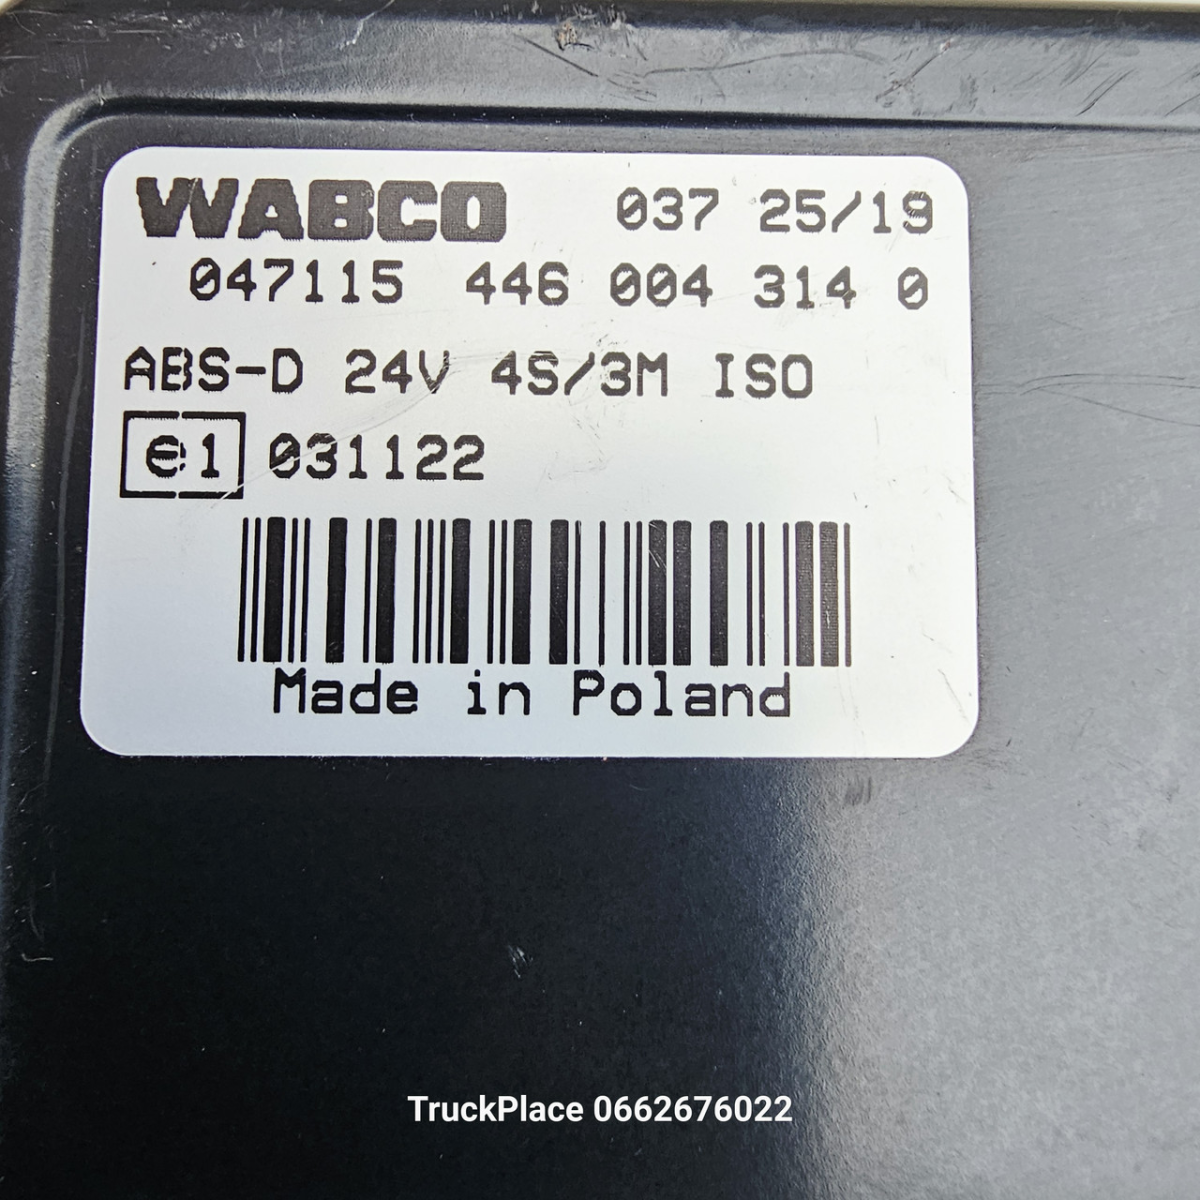 WABCO 037 25/19
047115 446 004 314 0
ABS-D 24V 4S/3M ISO
e1 031122
Made in Poland
TruckPlace 0662676022